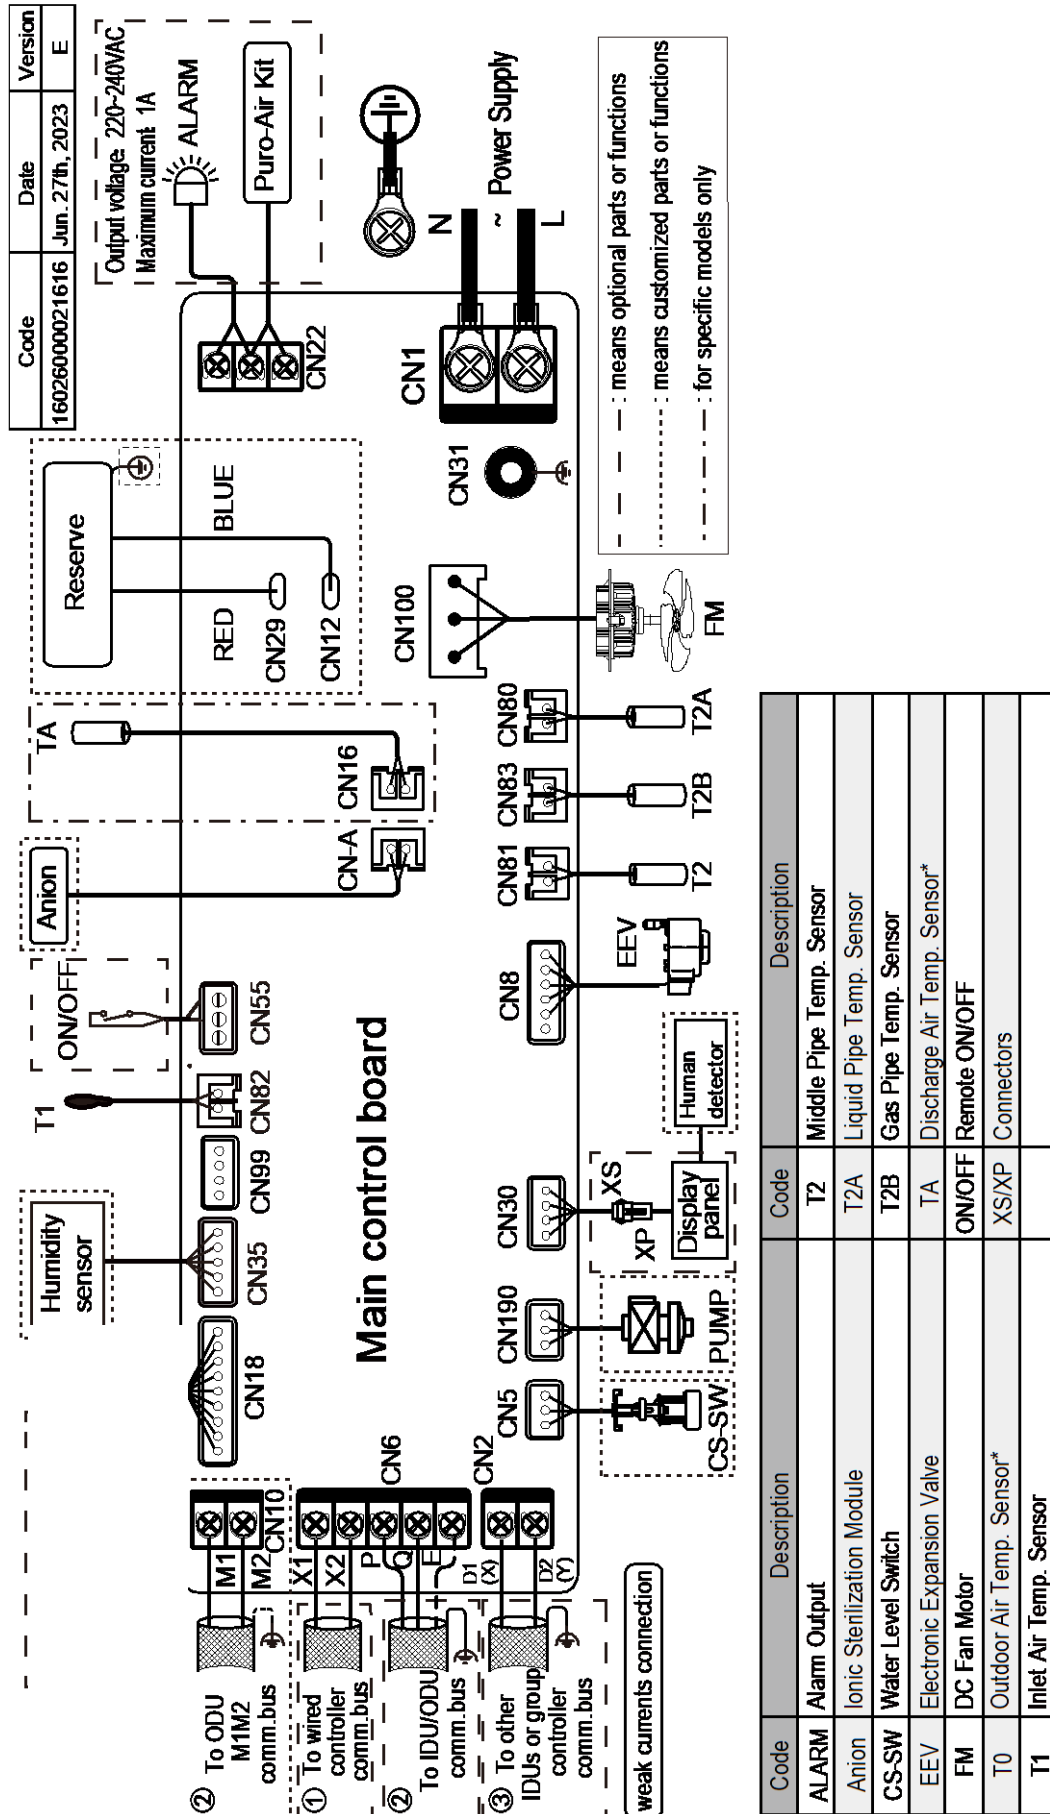 Code Date Version
16026000021616 Jun. 27th, 2023 E
Output voltage: 220~240VAC
Maximum current: 1A
ALARM
Puro-Air Kit
CN22
N
~ Power Supply
L
CN1
CN31
Reserve
RED
BLUE
CN29
CN12
CN100
FM
TA
CN16
Anion
CN-A
CN80
T2A
CN83
T2B
CN81
T2
EEV
CN8
ON/OFF
CN55
T1
CN82
CN99
Humidity
sensor
CN35
CN18
Main control board
Human
detector
CN30
XS
XP
Display
panel
CN190
PUMP
CN5
CS-SW
CN10
M1
M2
CN6
X1
X2
P
Q
E
CN2
D1
(X)
D2
(Y)
② To ODU
M1M2
comm.bus
① To wired
controller
comm.bus
② To IDU/ODU
comm.bus
③ To other
IDUs or group
controller
comm.bus
weak currents connection
: means optional parts or functions
: means customized parts or functions
: for specific models only
Code Description Code Description
ALARM Alarm Output T2 Middle Pipe Temp. Sensor
Anion Ionic Sterilization Module T2A Liquid Pipe Temp. Sensor
CS-SW Water Level Switch T2B Gas Pipe Temp. Sensor
EEV Electronic Expansion Valve TA Discharge Air Temp. Sensor*
FM DC Fan Motor ON/OFF Remote ON/OFF
T0 Outdoor Air Temp. Sensor* XS/XP Connectors
T1 Inlet Air Temp. Sensor